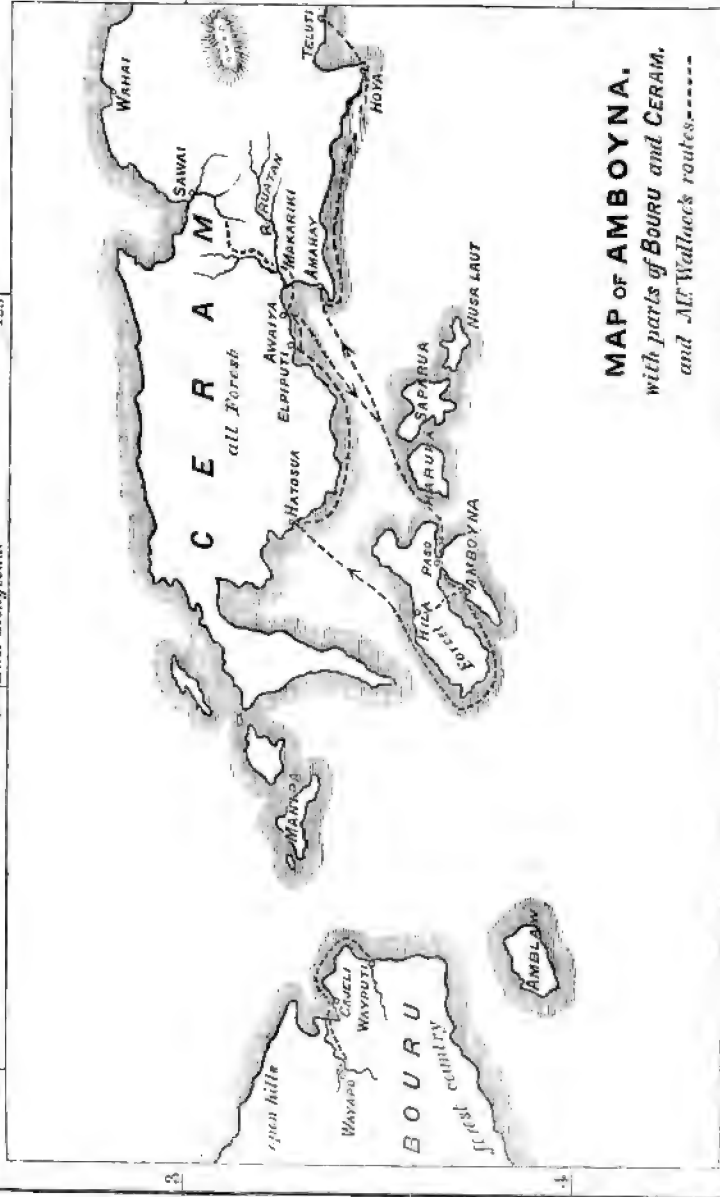 MAP OF AMBOYNA.
with parts of BOURU and CERAM.
and Mr. Wallace's routes
3
4
WAHAI
SAWAI
TELUTI
HOYA
R. RUATAN
MAKARIKI
AMAHAY
AWAIYA
ELPIPUTI
CERAM
all Forest
HATOSUA
NUSA LAUT
SAPARUA
HARUKA
PASO
AMBOYNA
HILA
Forest
MANIPA
open hills
CAJELI
WAYPUTI
WAYAPO
BOURU
forest country
AMBLAW